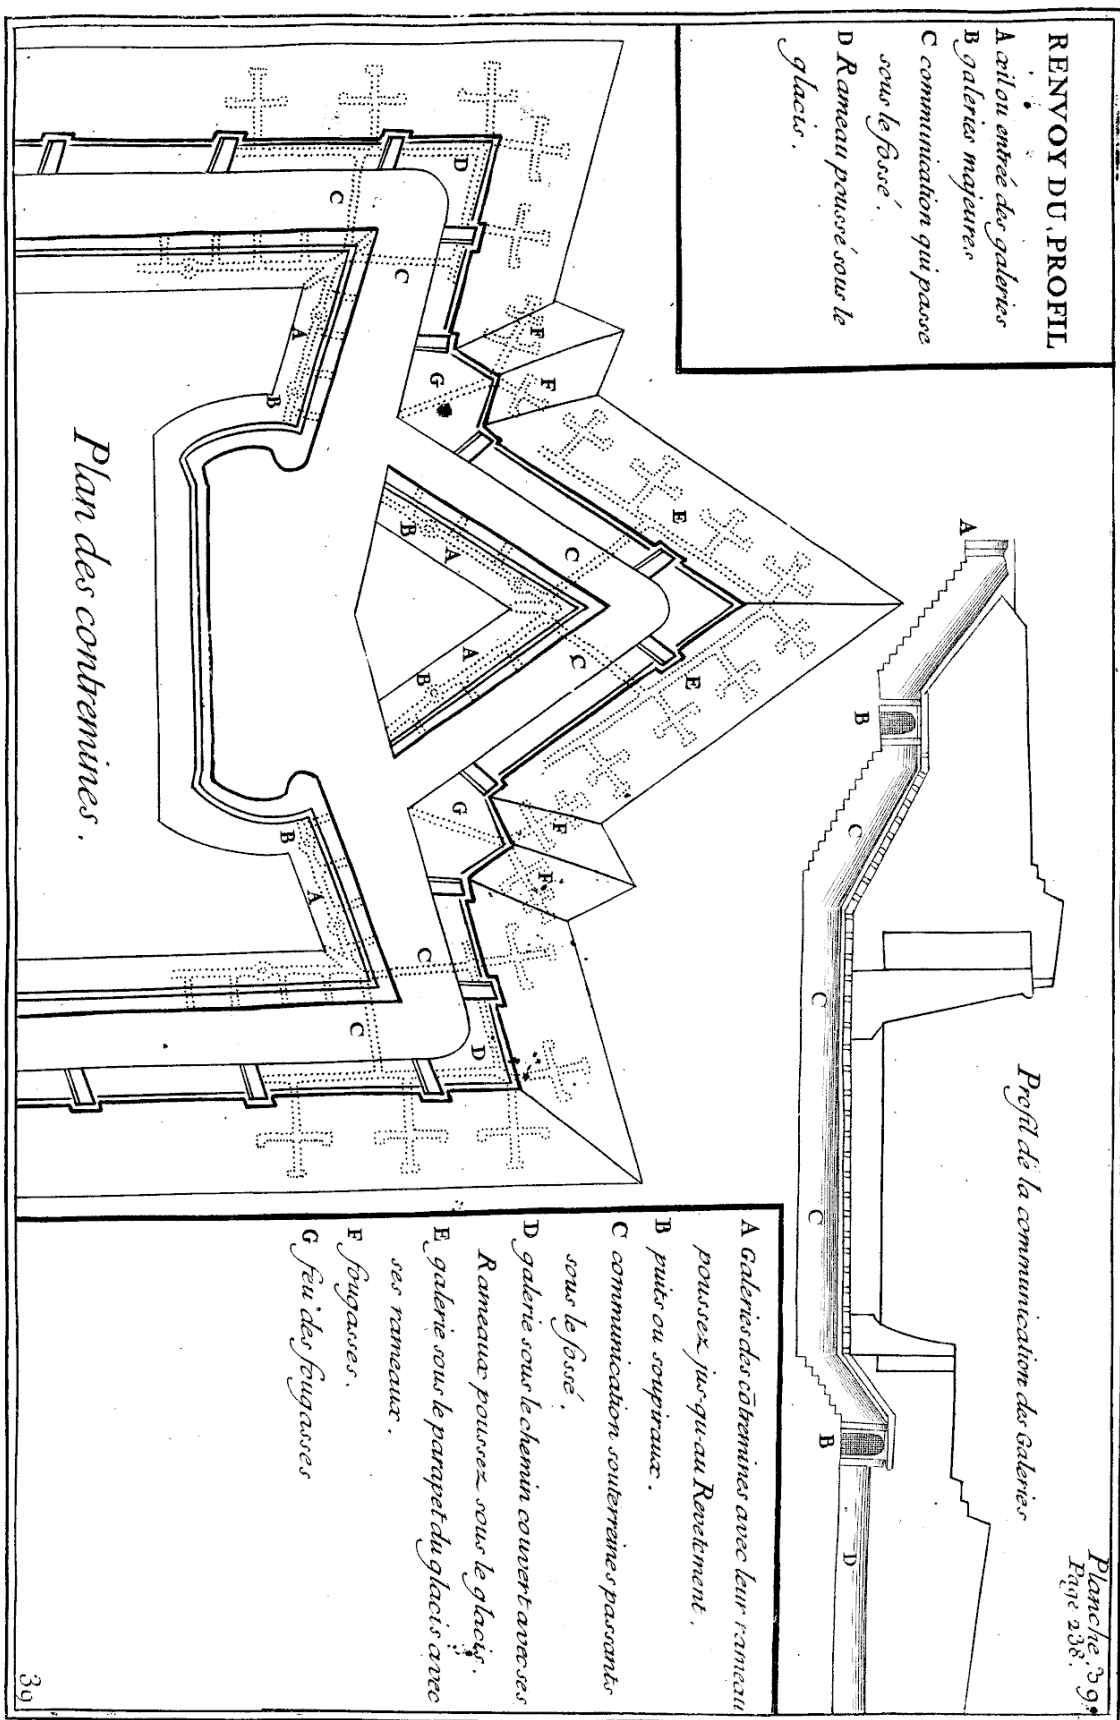 Planche. 39.
Page 238.
RENVOY DU PROFIL
A œil ou entrée des galeries
B galeries majeures
C communication qui passe
sous le fossé.
D Rameau poussé sous le
glacis.
Profil de la communication des Galeries
A
B
C
C
C
B
D
A Galeries des cõtremines avec leur rameau
poussez jus-qu-au Revetement.
B puits ou soupiraux.
C communication souterreines passants
sous le fossé.
D galerie sous le chemin couvert avec ses
Rameaux poussez sous le glacis.
E galerie sous le parapet du glacis avec
ses rameaux.
F fougasses.
G feu des fougasses
D
C
C
A
B
F
F
G
E
C
B
A
A
B
C
E
G
F
F
B
A
C
C
D
Plan des contremines.
39